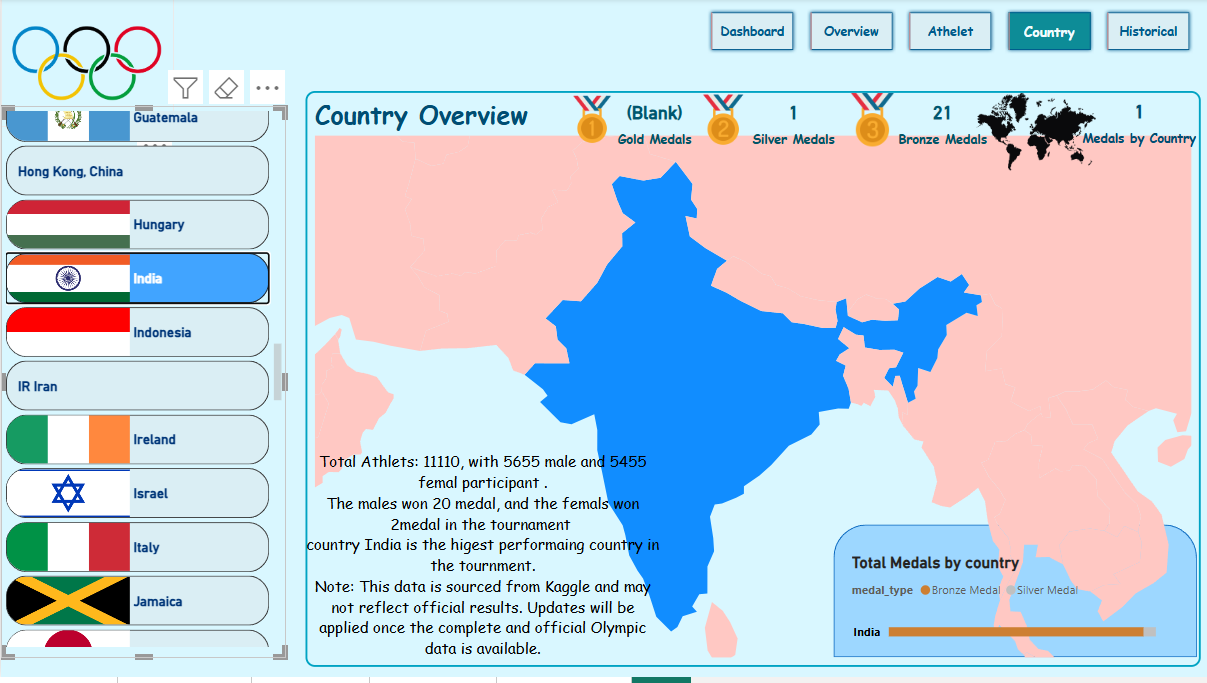 Dashboard
Overview
Athelet
Country
Historical
Guatemala
Hong Kong, China
Hungary
India
Indonesia
IR Iran
Ireland
Israel
Italy
Jamaica
Country Overview
1
(Blank)
Gold Medals
2
1
Silver Medals
3
21
Bronze Medals
1
Medals by Country
Total Athlets: 11110, with 5655 male and 5455
femal participant .
The males won 20 medal, and the femals won
2medal in the tournament
country India is the higest performaing country in
the tournment.
Note: This data is sourced from Kaggle and may
not reflect official results. Updates will be
applied once the complete and official Olympic
data is available.
Total Medals by country
medal_type Bronze Medal Silver Medal
India